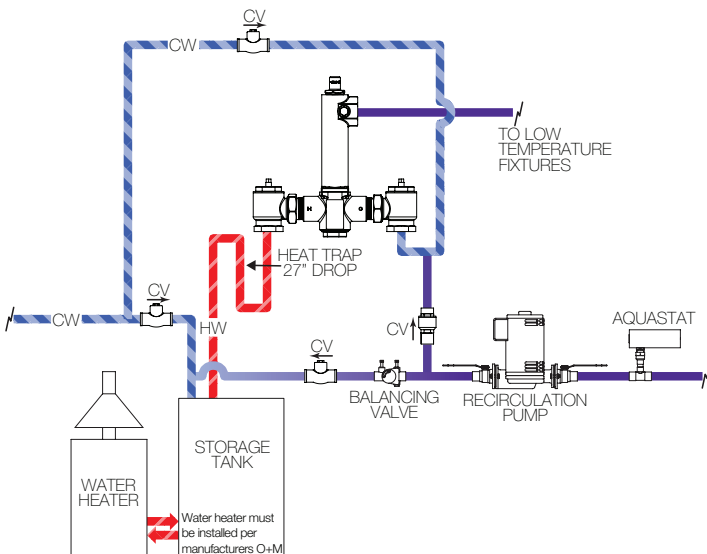 CV
CW
TO LOW
TEMPERATURE
FIXTURES
H
C
HEAT TRAP
27" DROP
CV
CW
HW
CV
AQUASTAT
CV
BALANCING
VALVE
RECIRCULATION
PUMP
STORAGE
TANK
WATER
HEATER
Water heater must
be installed per
manufacturers O+M